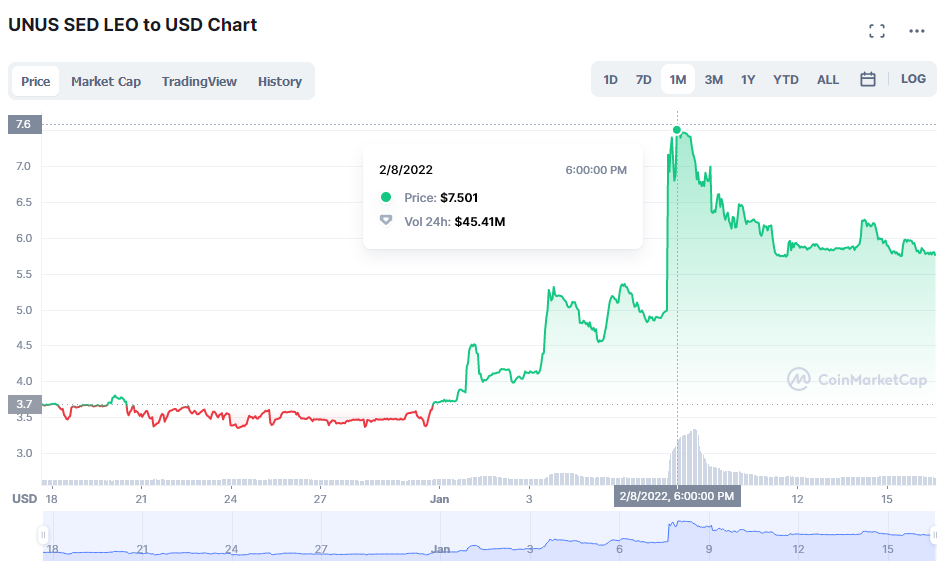 UNUS SED LEO to USD Chart
Price Market Cap TradingView History
1D 7D 1M 3M 1Y YTD ALL LOG
7.6
7.0
6.5
6.0
5.5
5.0
4.5
4.0
3.7
3.5
3.0
2/8/2022 6:00:00 PM
Price: $7.501
Vol 24h: $45.41M
CoinMarketCap
USD 18 21 24 27 Jan 3 2/8/2022, 6:00:00 PM 12 15
18 21 24 27 Jan 3 6 9 12 15